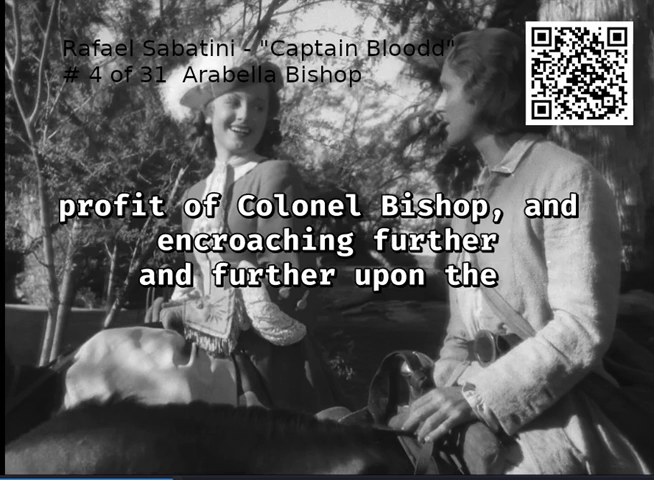 Rafael Sabatini - "Captain Bloodd"
# 4 of 31  Arabella Bishop
profit of Colonel Bishop, and
encroaching further
and further upon the